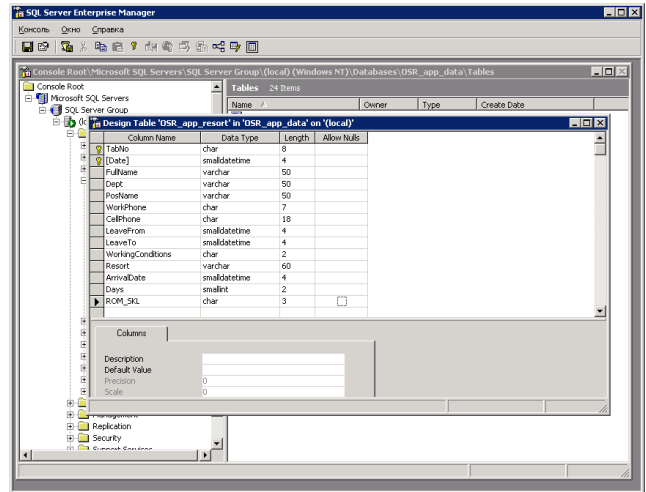 SQL Server Enterprise Manager
Консоль Окно Справка
Console Root\Microsoft SQL Servers\SQL Server Group\(local) (Windows NT)\Databases\OSR_app_data\Tables
Console Root
Tables 24 Items
Microsoft SQL Servers
Name Owner Type Create Date
SQL Server Group
Design Table 'OSR_app_resort' in 'OSR_app_data' on '(local)'
Column Name Data Type Length Allow Nulls
TabNo char 8
[Date] smalldatetime 4
FullName varchar 50
Dept varchar 50
PosName varchar 50
WorkPhone char 7
CellPhone char 18
LeaveFrom smalldatetime 4
LeaveTo smalldatetime 4
WorkingConditions char 2
Resort varchar 60
ArrivalDate smalldatetime 4
Days smallint 2
ROM_SKL char 3
Columns
Description
Default Value
Precision 0
Scale 0
Management
Replication
Security
Support Services